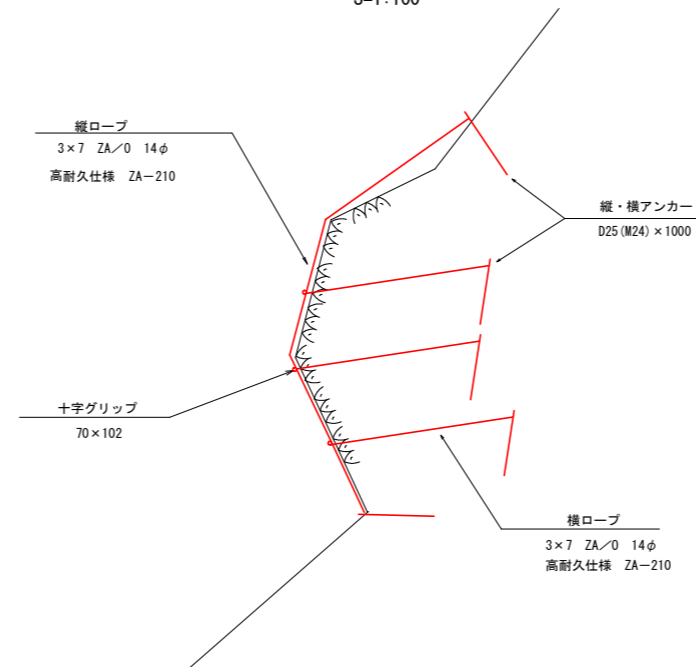 S=1:100
縦ロープ
3×7 ZA/O 14φ
高耐久仕様 ZA-210
縦・横アンカー
D25(M24)×1000
十字グリップ
70×102
横ロープ
3×7 ZA/O 14φ
高耐久仕様 ZA-210